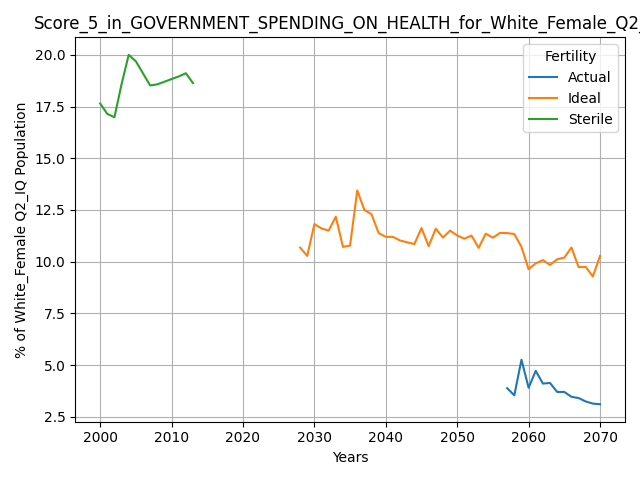 Score_5_in_GOVERNMENT_SPENDING_ON_HEALTH_for_White_Female_Q2_
Fertility
Actual
Ideal
Sterile
% of White_Female Q2_IQ Population
20.0
17.5
15.0
12.5
10.0
7.5
5.0
2.5
2000 2010 2020 2030 2040 2050 2060 2070
Years